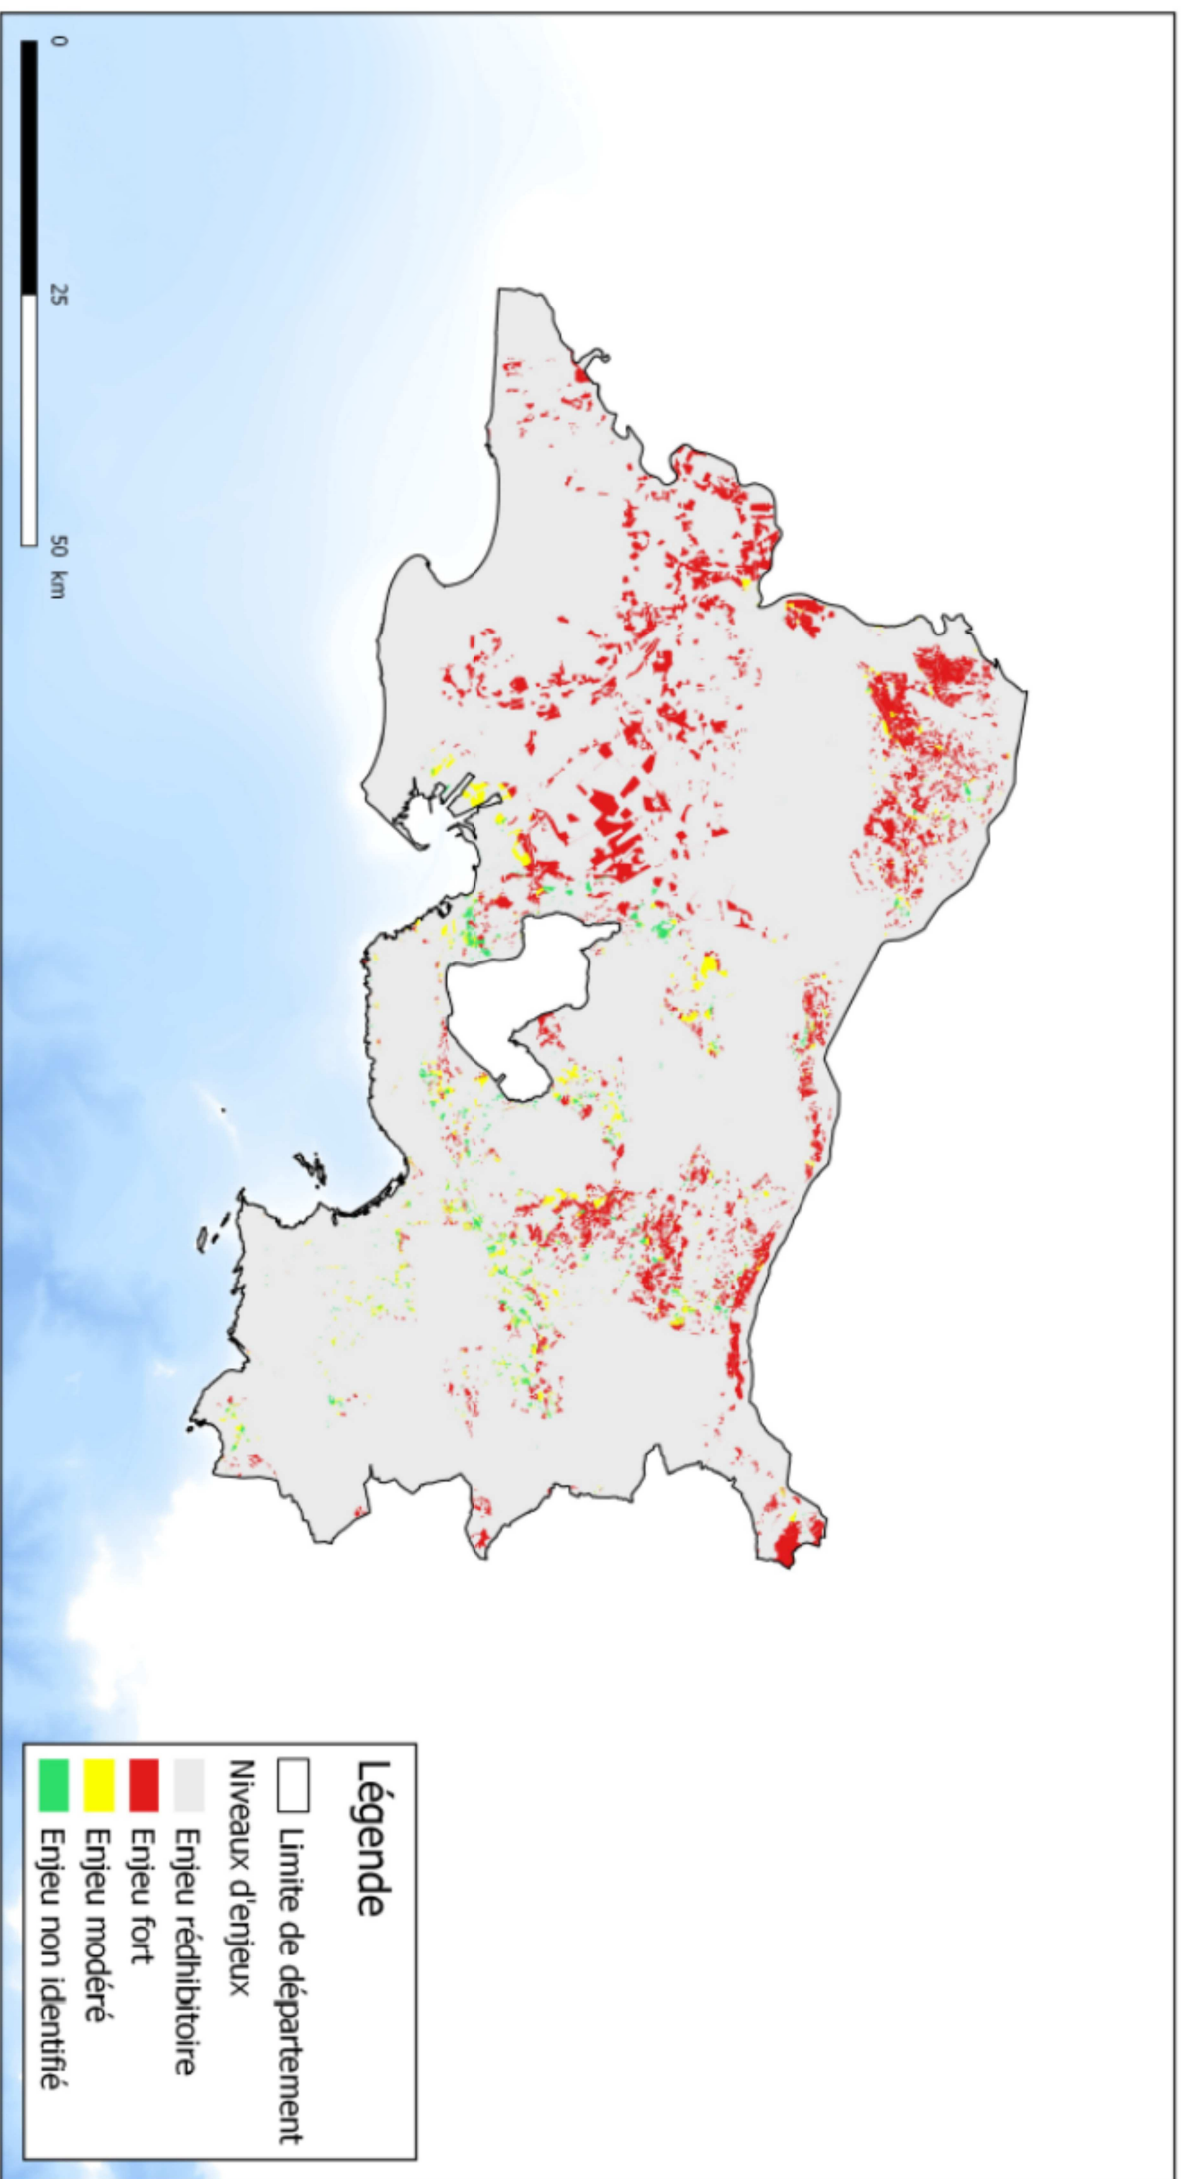 Légende
Limite de département
Niveaux d'enjeux
Enjeu rédhibitoire
Enjeu fort
Enjeu modéré
Enjeu non identifié
0 25 50 km